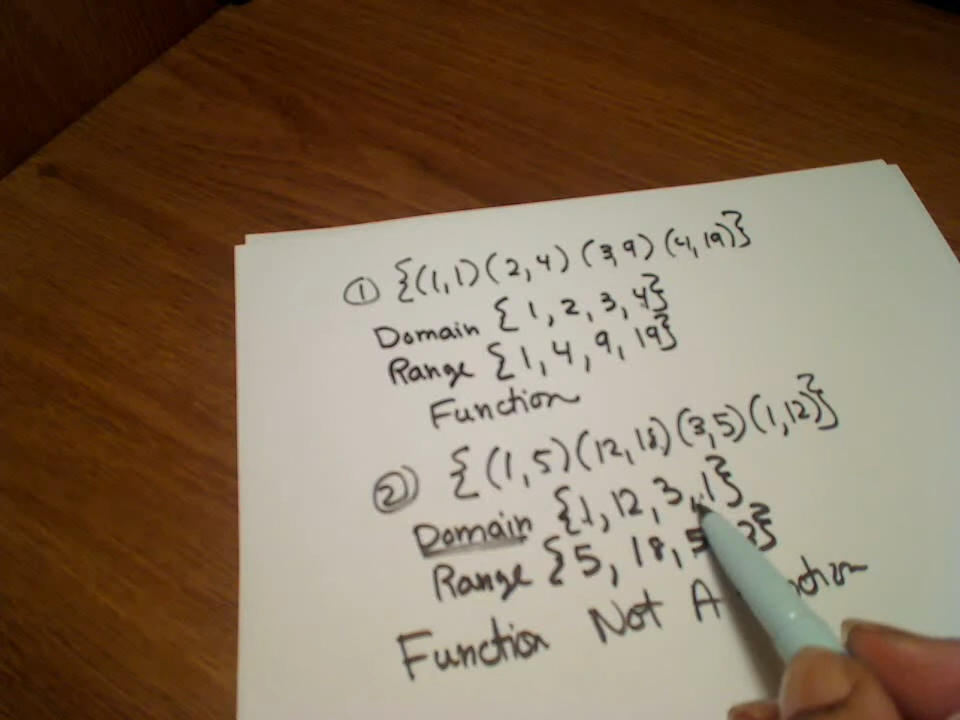 ① {(1,1)(2,4)(3,9)(4,19)}
Domain {1,2,3,4}
Range {1,4,9,19}
Function
② {(1,5)(12,18)(3,5)(1,12)}
Domain {1,12,3,1}
Range {5,18,5 2}
Function Not A